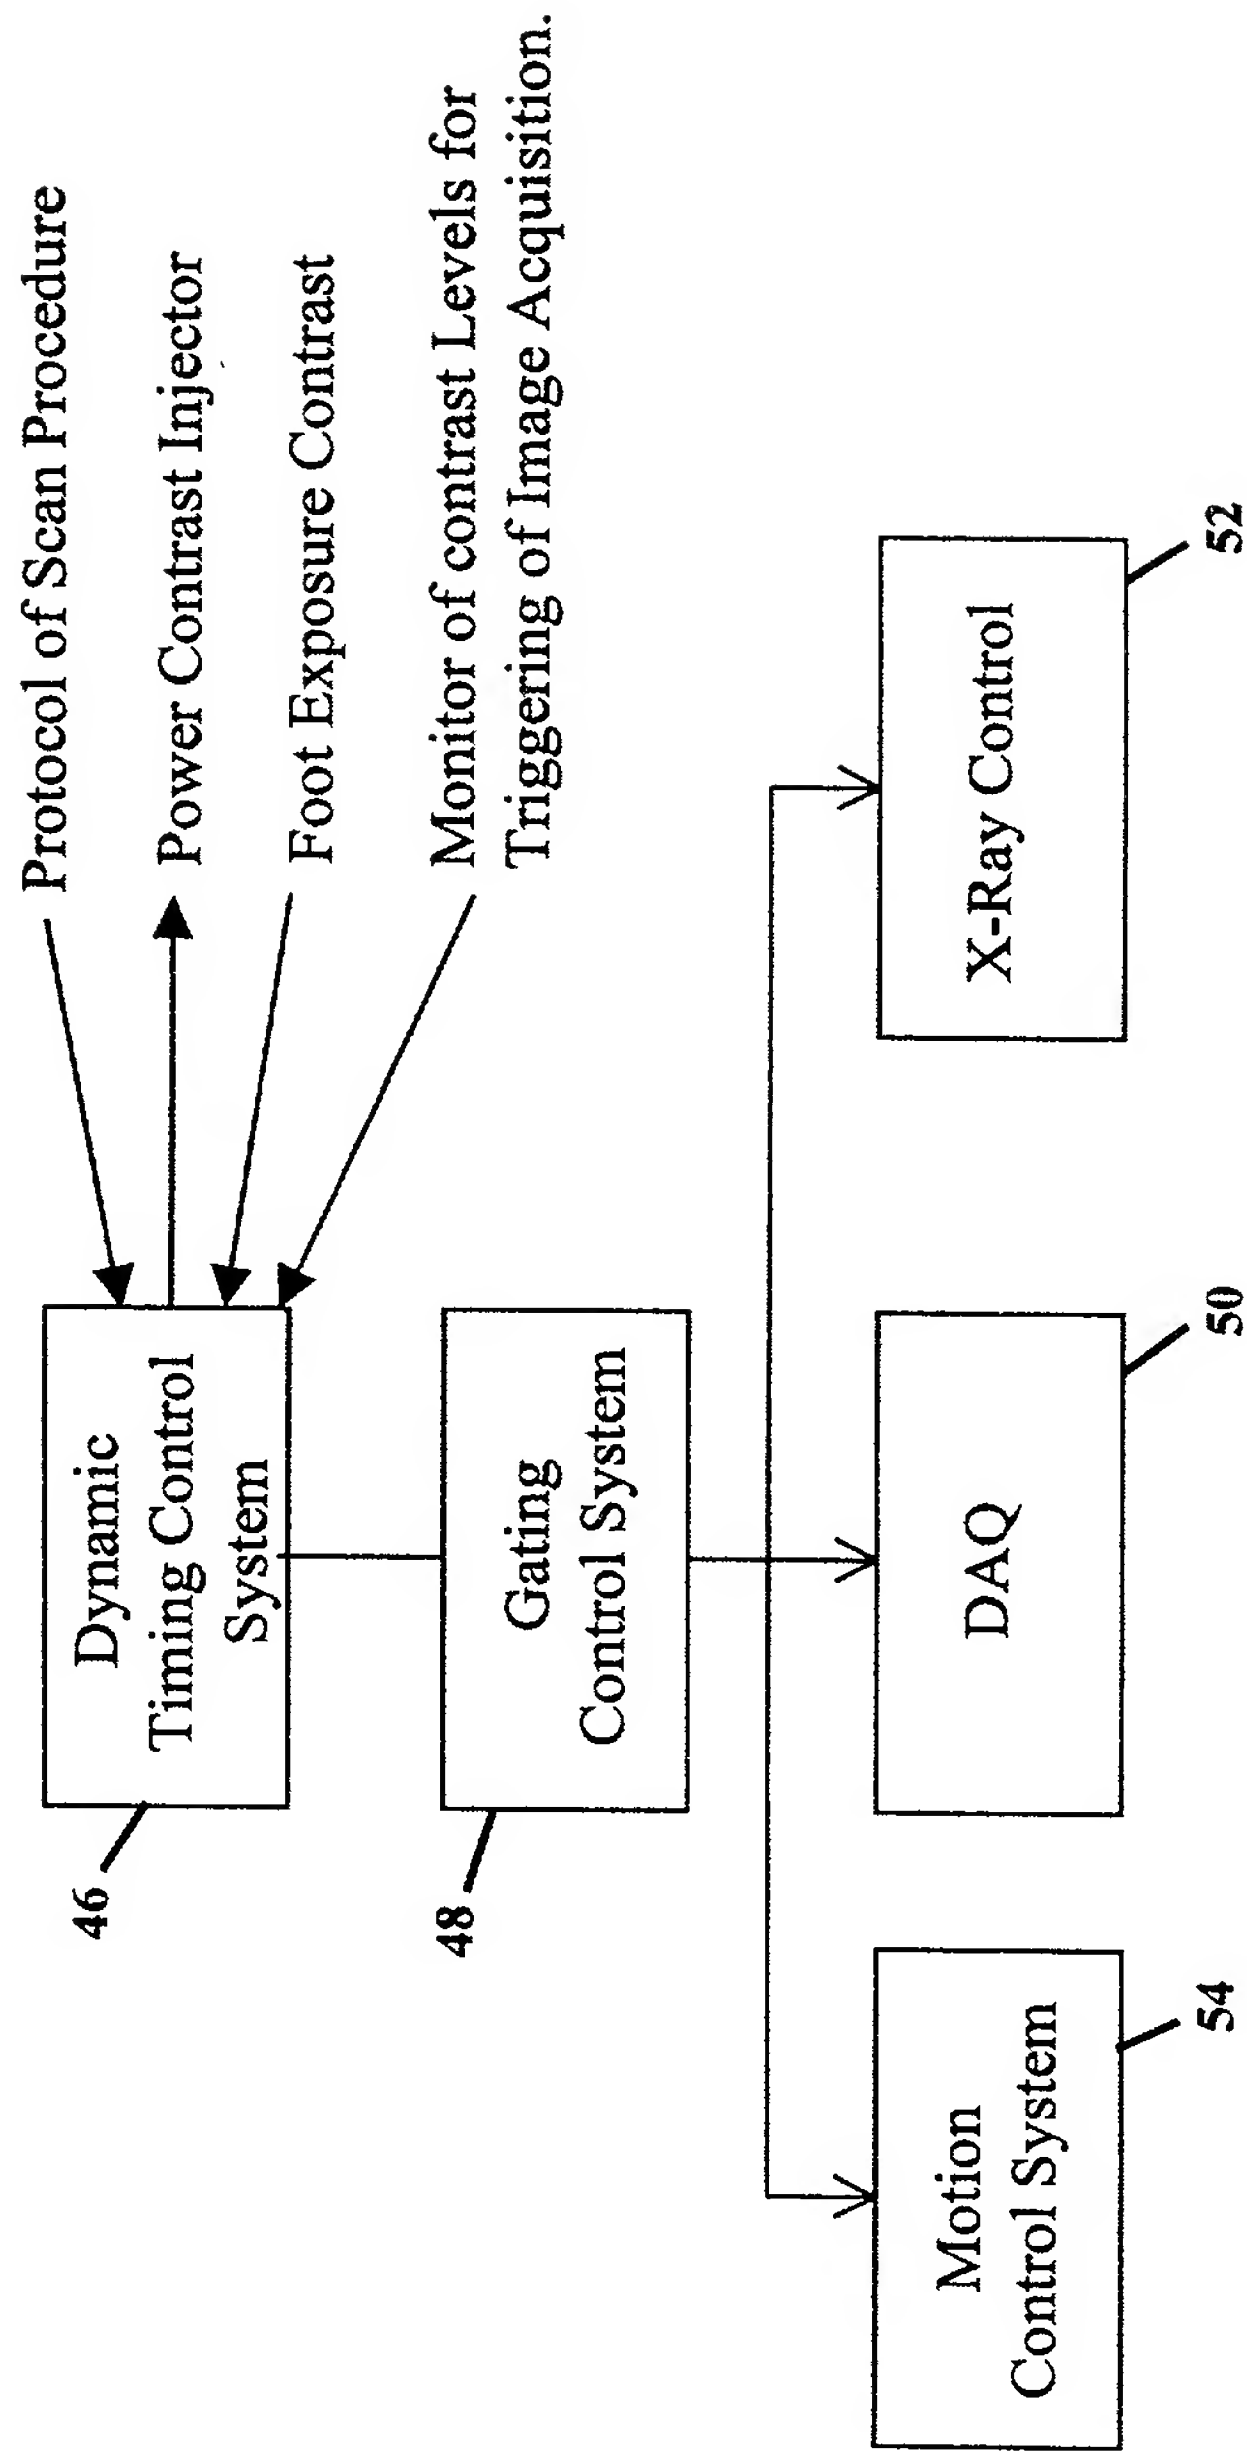 Protocol of Scan Procedure
Power Contrast Injector
Foot Exposure Contrast
Monitor of contrast Levels for
Triggering of Image Acquisition.
Dynamic
Timing Control
System
46
Gating
Control System
48
Motion
Control System
54
DAQ
50
X-Ray Control
52